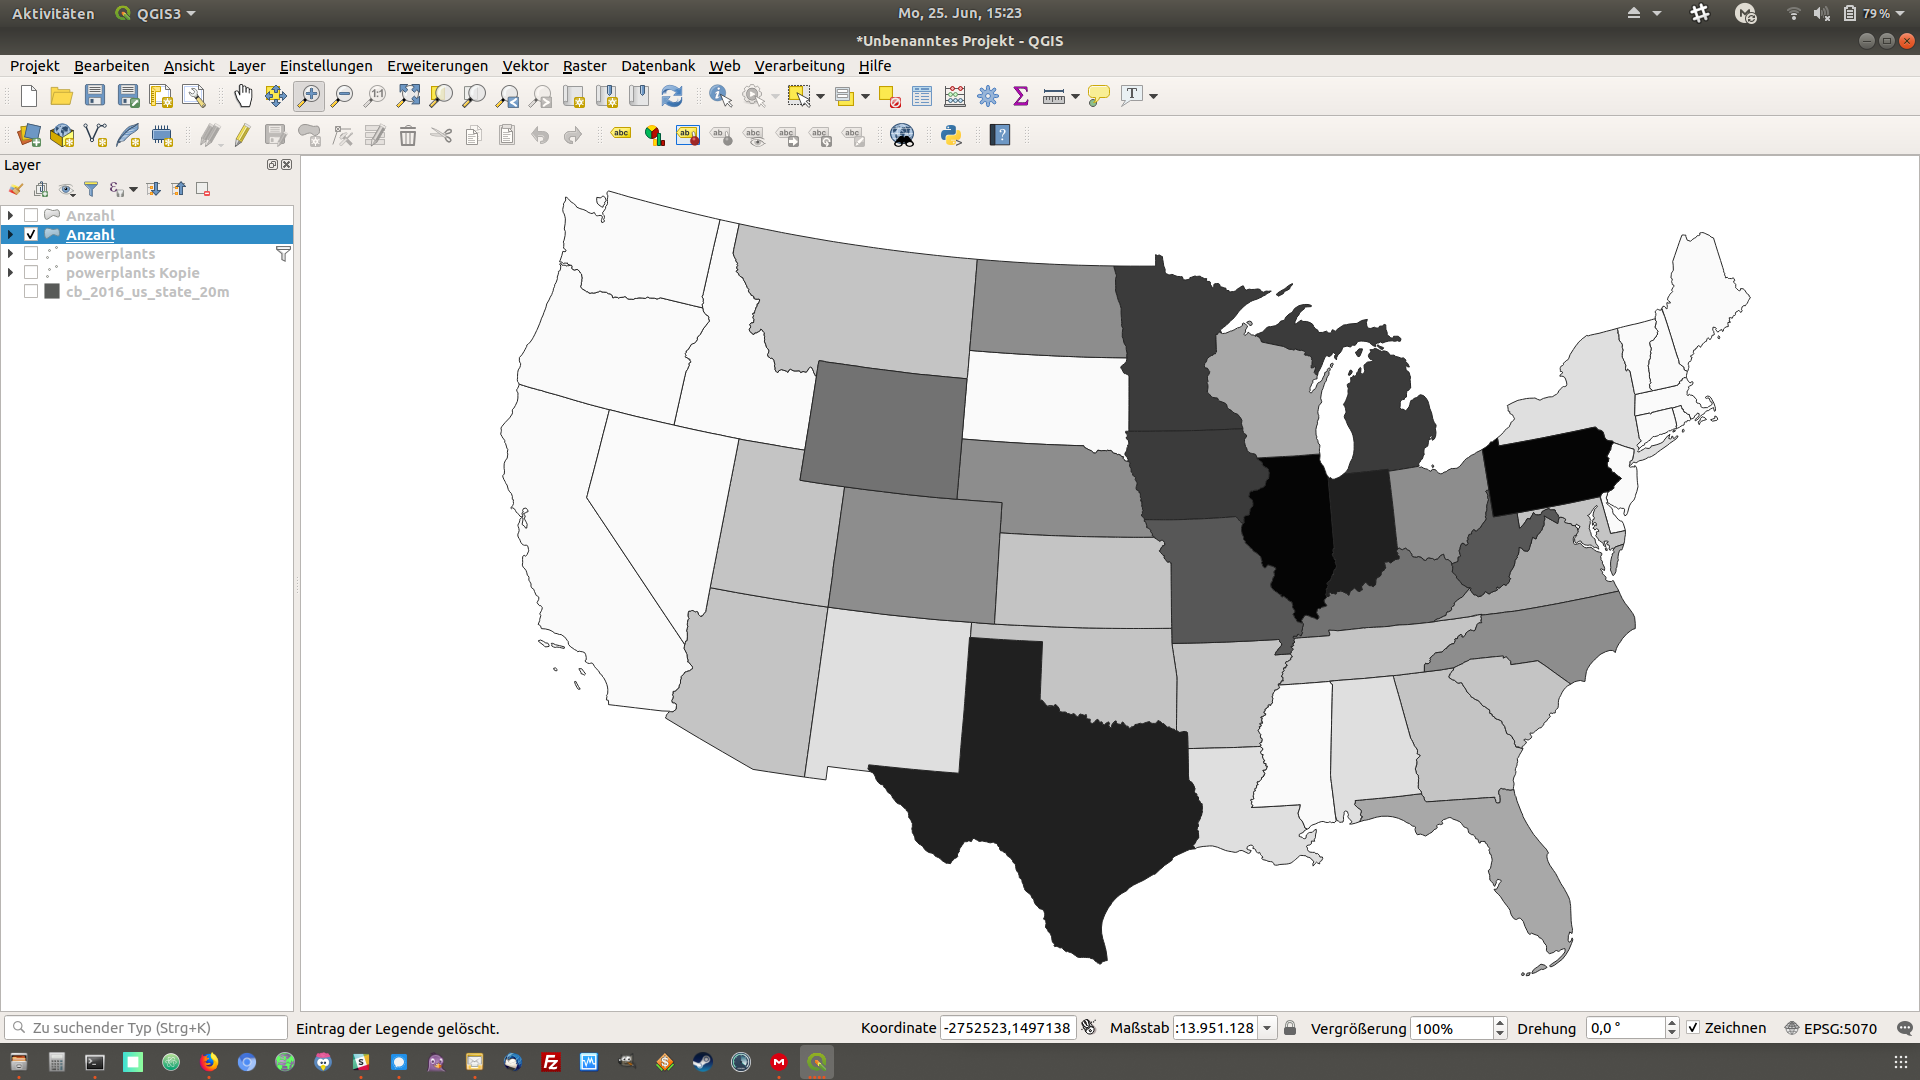 Aktivitäten QGIS3 Mo, 25. Jun, 15:23 79 %
*Unbenanntes Projekt - QGIS
Projekt Bearbeiten Ansicht Layer Einstellungen Erweiterungen Vektor Raster Datenbank Web Verarbeitung Hilfe
Layer
Anzahl
Anzahl
powerplants
powerplants Kopie
cb_2016_us_state_20m
Zu suchender Typ (Strg+K) Eintrag der Legende gelöscht. Koordinate -2752523,1497138 Maßstab :13.951.128 Vergrößerung 100% Drehung 0,0 ° Zeichnen EPSG:5070